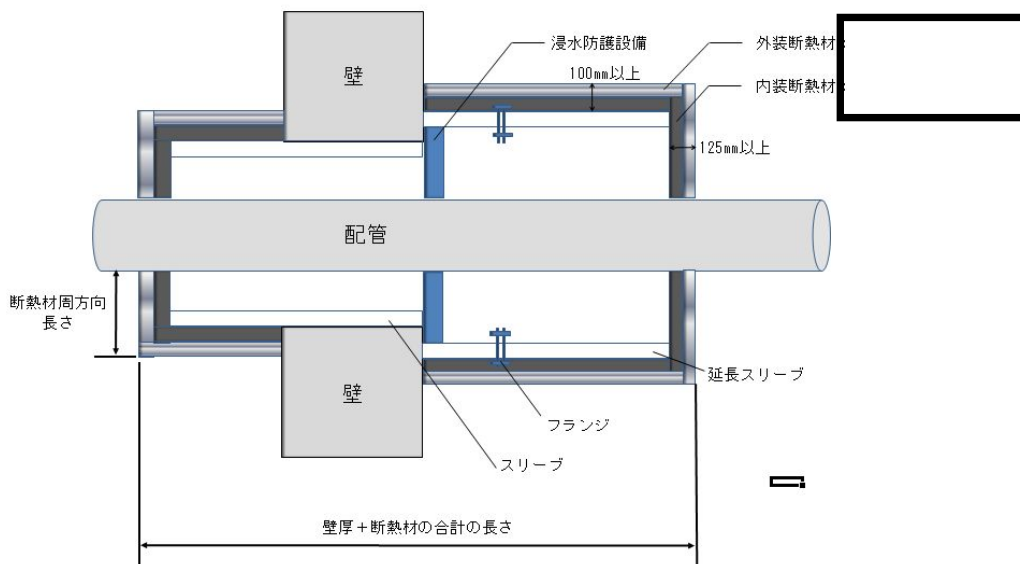 浸水防護設備
外装断熱材
壁
100mm以上
内装断熱材
125mm以上
配管
断熱材周方向
長さ
延長スリーブ
壁
フランジ
スリーブ
壁厚＋断熱材の合計の長さ